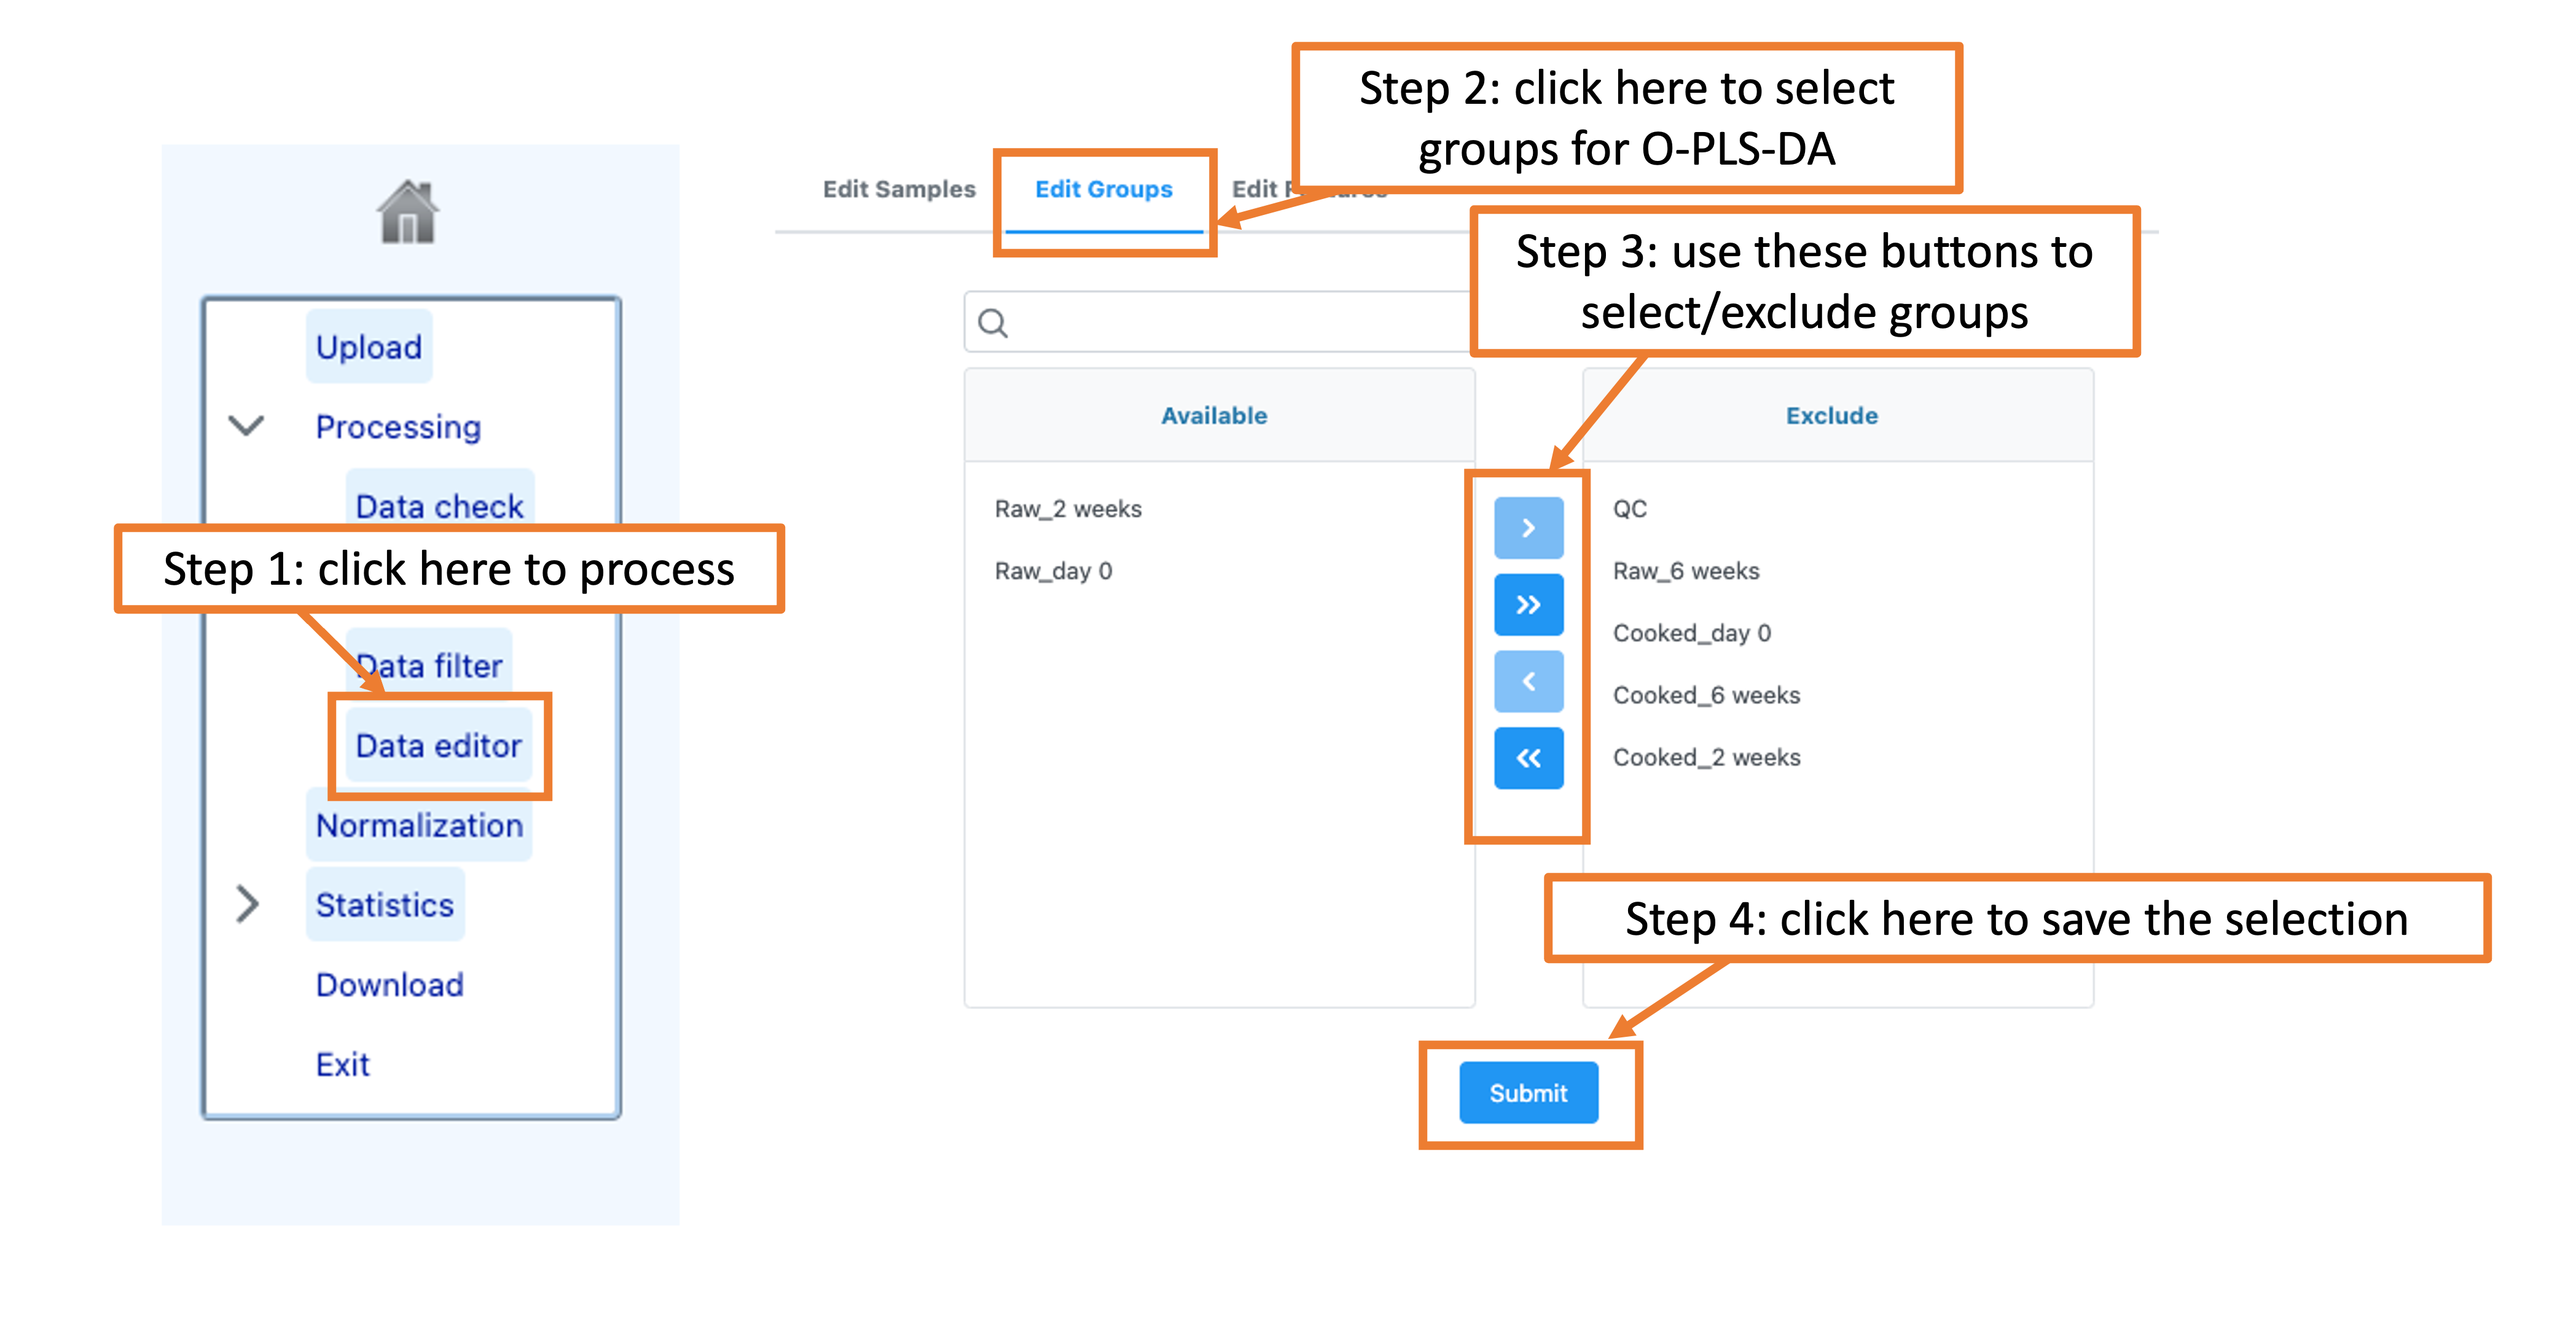 Step 2: click here to select
groups for O-PLS-DA
Edit Samples
Edit Groups
Edit
Step 3: use these buttons to
select/exclude groups
Upload
Processing
Data check
Step 1: click here to process
Data filter
Data editor
Normalization
Statistics
Download
Exit
Available
Exclude
Raw_2 weeks
Raw_day 0
QC
Raw_6 weeks
Cooked_day 0
Cooked_6 weeks
Cooked_2 weeks
Step 4: click here to save the selection
Submit